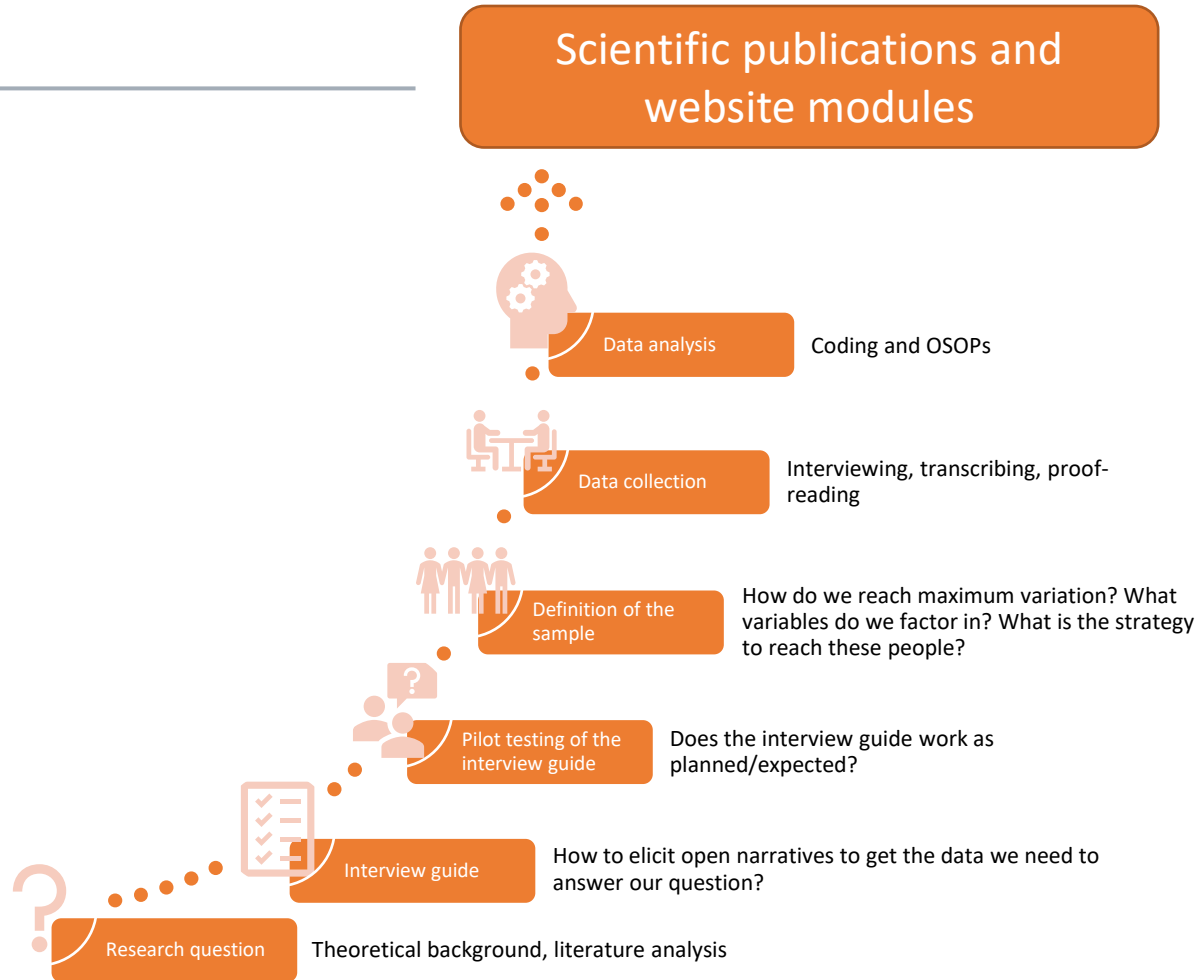 Scientific publications and
website modules
Data analysis
Coding and OSOPs
Data collection
Interviewing, transcribing, proof-
reading
Definition of the
sample
How do we reach maximum variation? What
variables do we factor in? What is the strategy
to reach these people?
?
Pilot testing of the
interview guide
Does the interview guide work as
planned/expected?
Interview guide
How to elicit open narratives to get the data we need to
answer our question?
?
Research question
Theoretical background, literature analysis